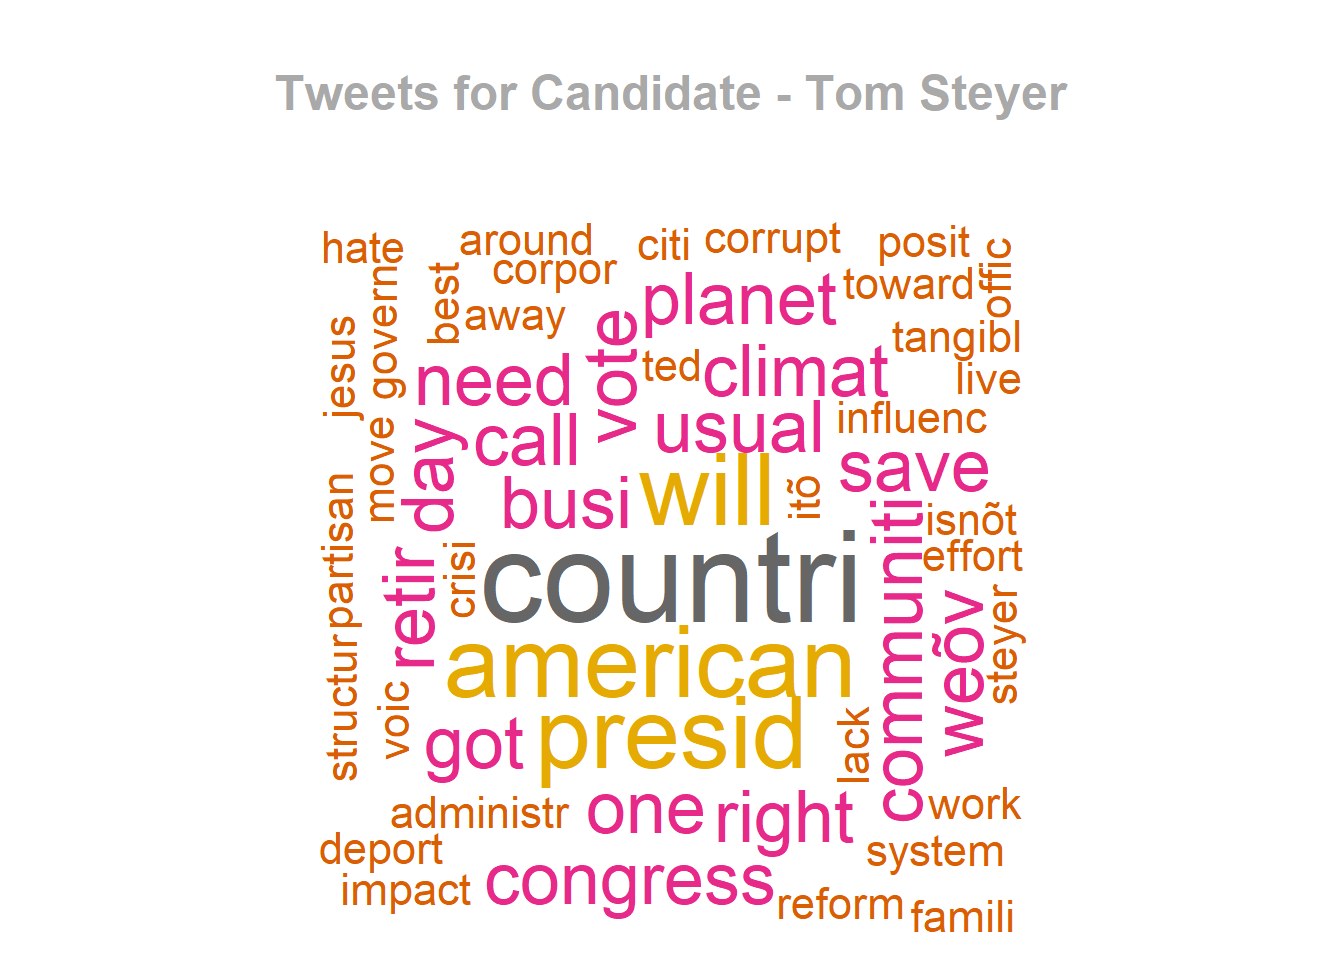 Tweets for Candidate - Tom Steyer
hate
around
citi
corrupt
posit
offic
govern
best
corpor
planet
toward
away
vote
tangibl
jesus
need
ted
climat
live
move
day
call
usual
influenc
save
busi
will
itõ
isnõt
partisan
retir
crisi
countri
communiti
effort
weõv
steyer
structur
voic
american
got
presid
lack
administr
one
right
work
deport
system
impact
congress
reform
famili